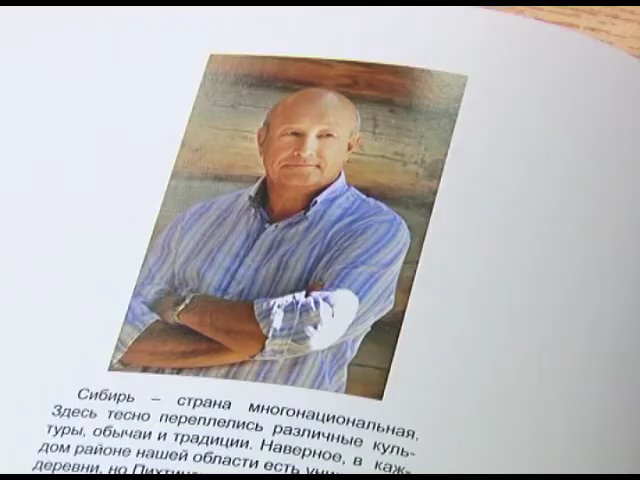 Сибирь – страна многонациональная.
Здесь тесно переплелись различные куль-
туры, обычаи и традиции. Наверное, в каж-
дом районе нашей области есть
деревни, но